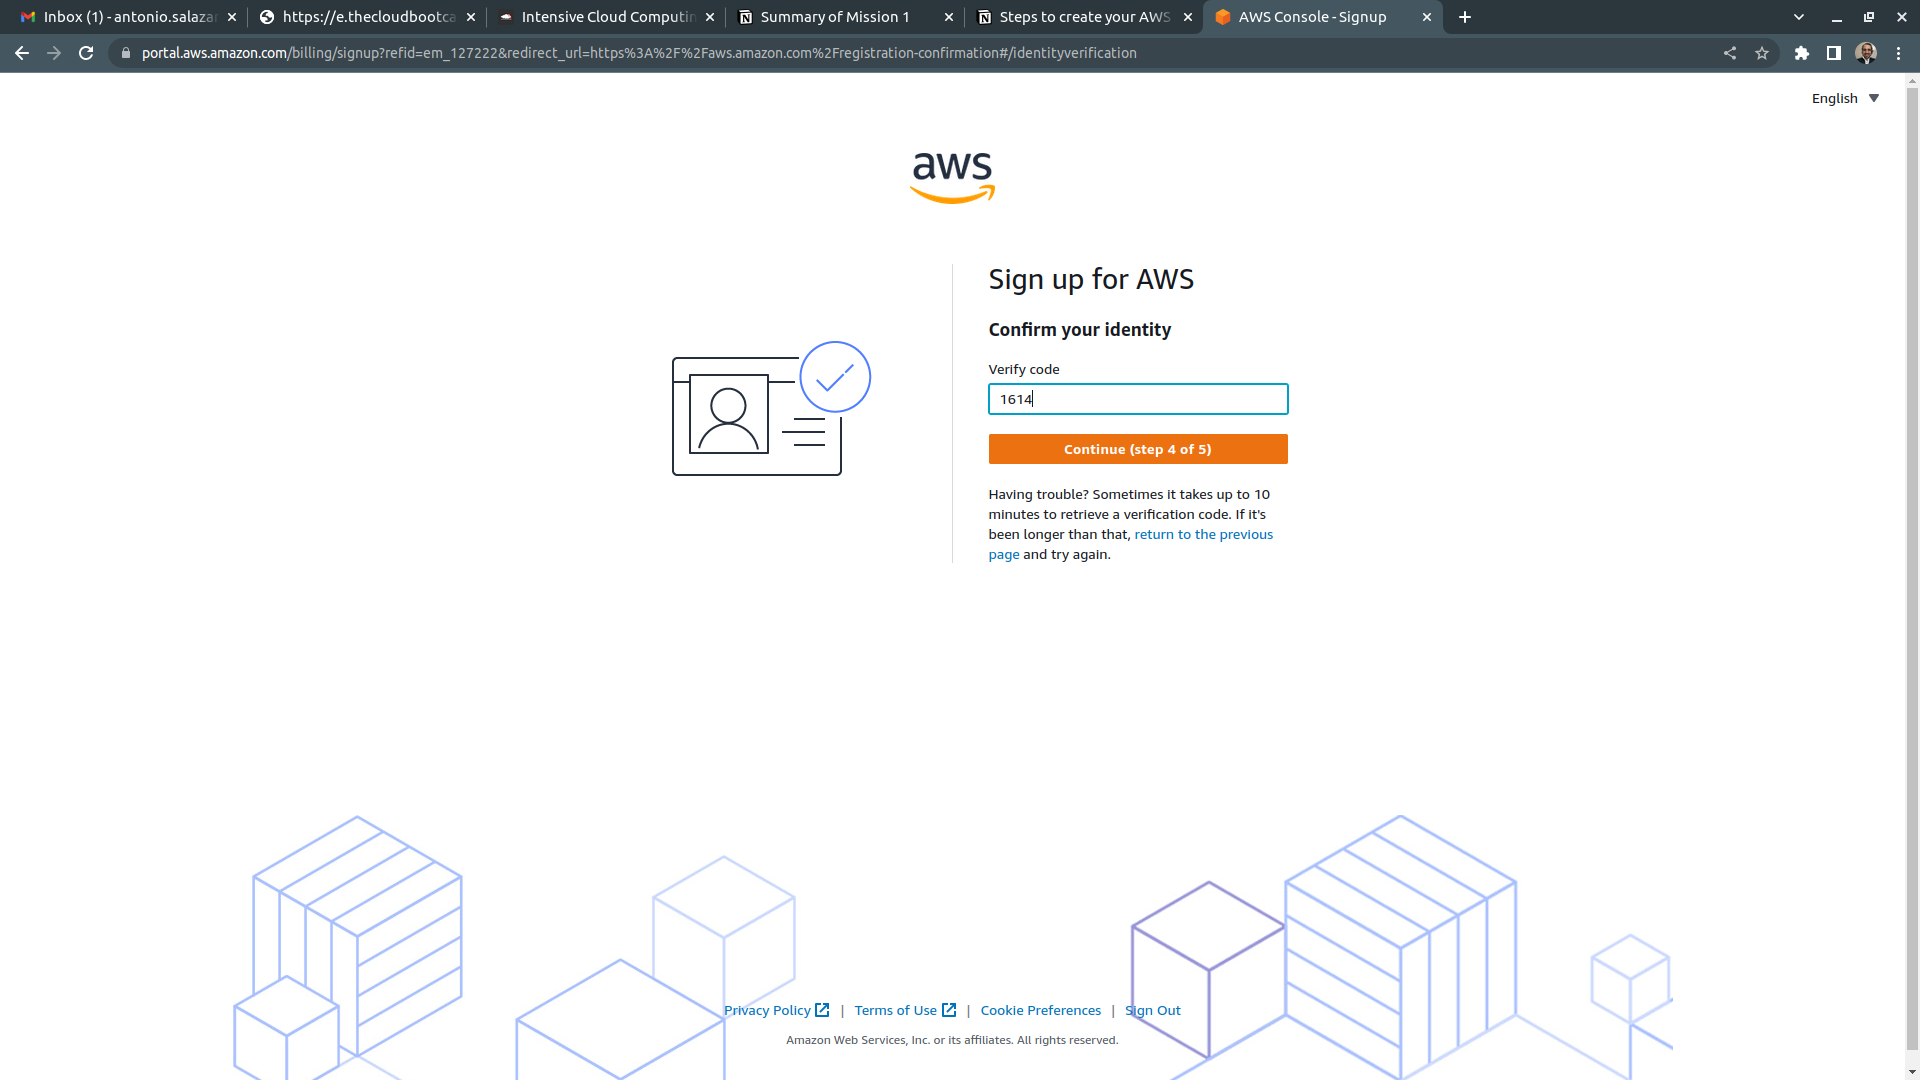 Inbox (1) - antonio.salaza
https://e.thecloudbootca
Intensive Cloud Computin
Summary of Mission 1
Steps to create your AWS
AWS Console - Signup
portal.aws.amazon.com/billing/signup?refid=em_127222&redirect_url=https%3A%2F%2Faws.amazon.com%2Fregistration-confirmation#/identityverification
English
aws
Sign up for AWS
Confirm your identity
Verify code
1614
Continue (step 4 of 5)
Having trouble? Sometimes it takes up to 10
minutes to retrieve a verification code. If it's
been longer than that, return to the previous
page and try again.
Privacy Policy | Terms of Use | Cookie Preferences | Sign Out
Amazon Web Services, Inc. or its affiliates. All rights reserved.